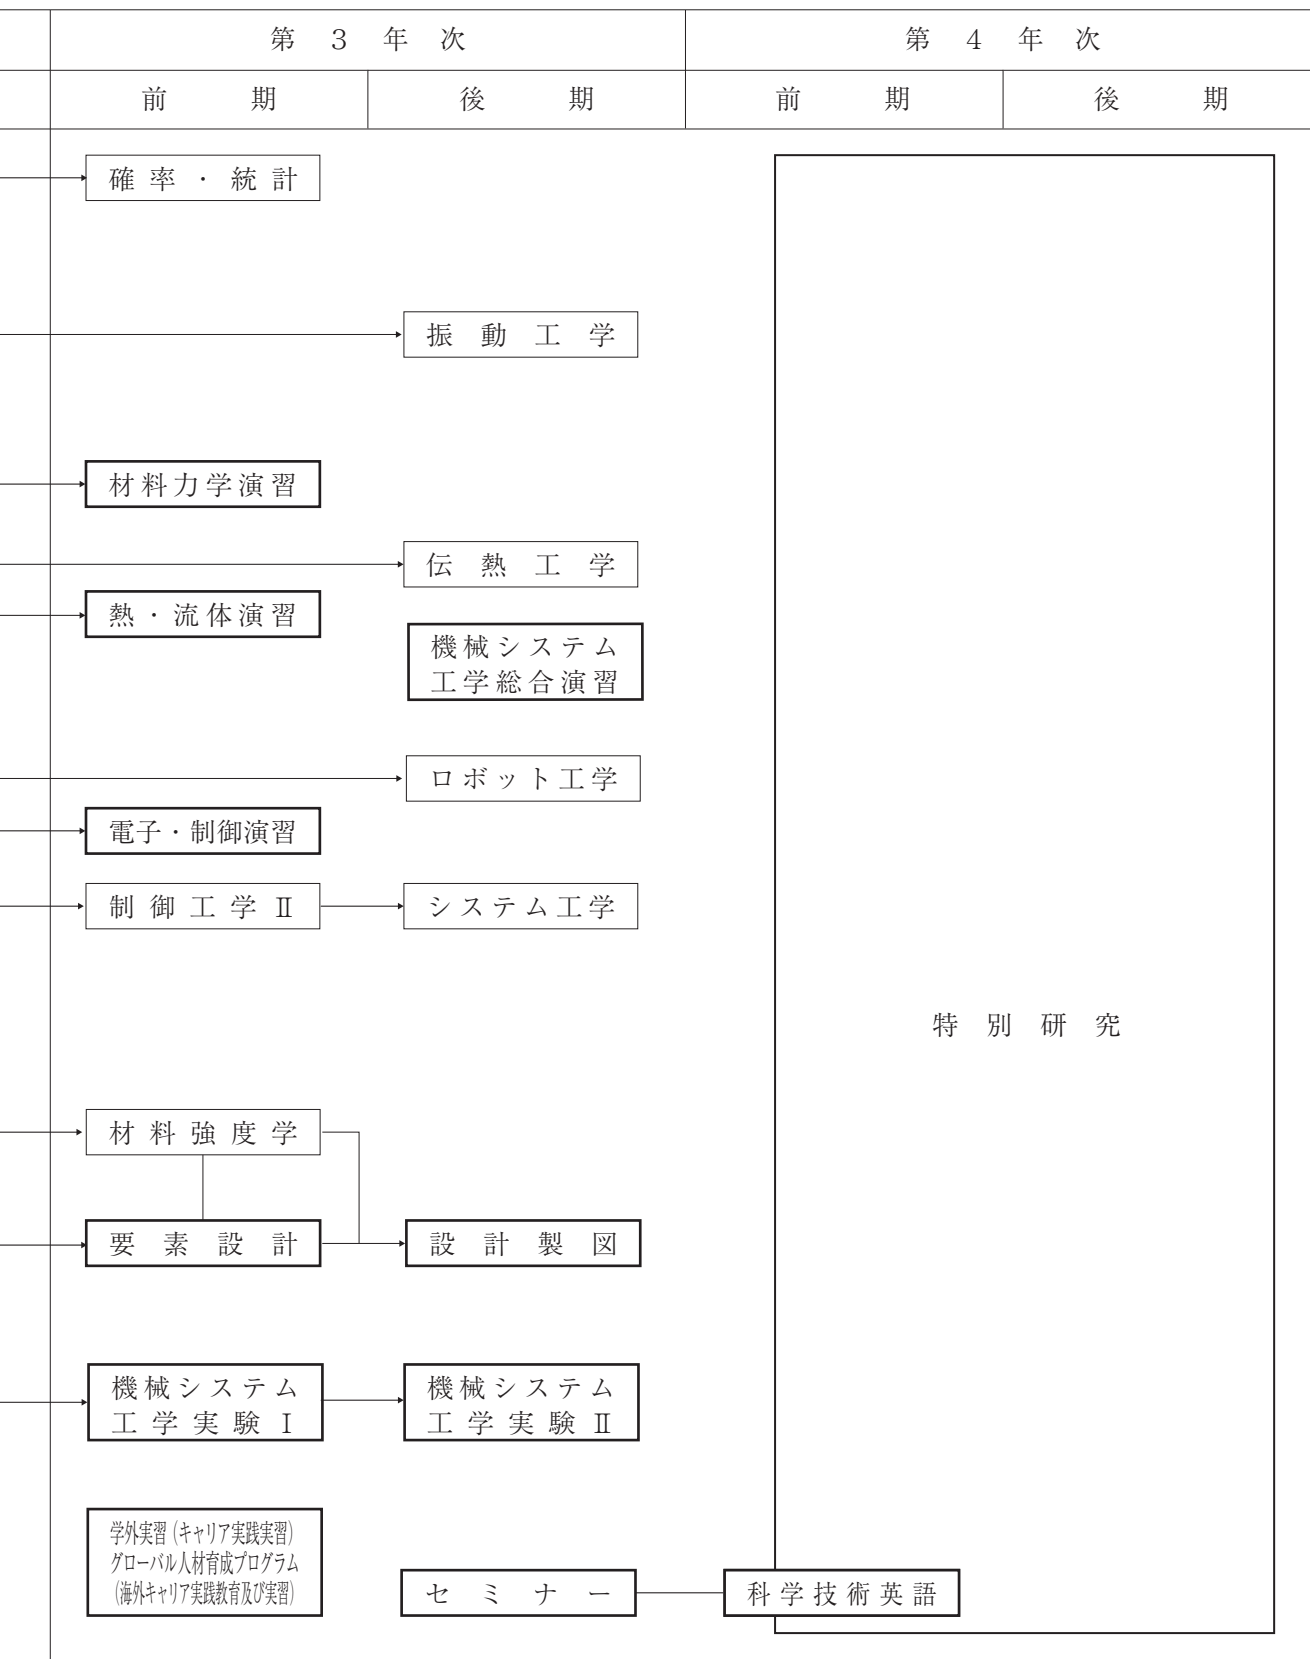 第 3 年 次
第 4 年 次
前 期
後 期
前 期
後 期
確率・統計
振動工学
材料力学演習
伝熱工学
熱・流体演習
機械システム
工学総合演習
ロボット工学
電子・制御演習
制御工学Ⅱ
システム工学
特別研究
材料強度学
要素設計
設計製図
機械システム
工学実験Ⅰ
機械システム
工学実験Ⅱ
学外実習(キャリア実践実習)
グローバル人材育成プログラム
(海外キャリア実践教育及び実習)
セミナー
科学技術英語